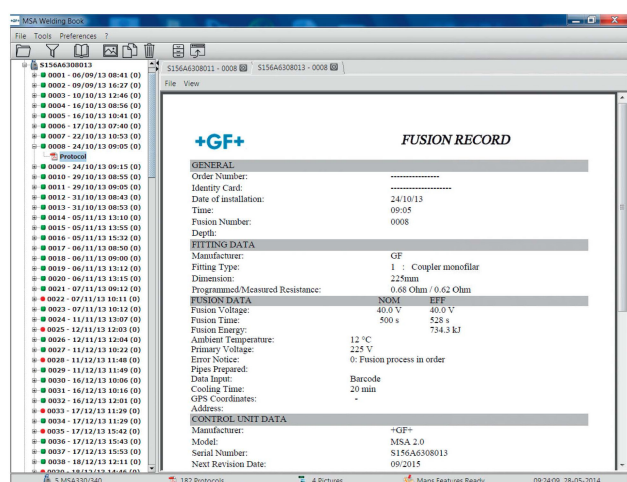 MSA Welding Book
File Tools Preferences ?
S156A6308013
0001 - 06/09/13 08:41 (0)
0002 - 09/09/13 16:27 (0)
0003 - 10/10/13 12:46 (0)
0004 - 16/10/13 08:56 (0)
0005 - 16/10/13 10:41 (0)
0006 - 17/10/13 07:40 (0)
0007 - 22/10/13 10:53 (0)
0008 - 24/10/13 09:05 (0)
Protocol
0009 - 24/10/13 09:15 (0)
0010 - 29/10/13 08:55 (0)
0011 - 29/10/13 09:05 (0)
0012 - 31/10/13 08:43 (0)
0013 - 31/10/13 08:53 (0)
0014 - 05/11/13 13:10 (0)
0015 - 05/11/13 13:55 (0)
0016 - 05/11/13 15:32 (0)
0017 - 06/11/13 08:50 (0)
0018 - 06/11/13 09:00 (0)
0019 - 06/11/13 13:12 (0)
0020 - 06/11/13 13:15 (0)
0021 - 07/11/13 09:12 (0)
0022 - 07/11/13 10:11 (0)
0023 - 07/11/13 10:12 (0)
0024 - 11/11/13 13:07 (0)
0025 - 12/11/13 12:03 (0)
0026 - 12/11/13 12:04 (0)
0027 - 11/12/13 10:22 (0)
0028 - 11/12/13 11:48 (0)
0029 - 11/12/13 11:49 (0)
0030 - 16/12/13 10:06 (0)
0031 - 16/12/13 10:16 (0)
0032 - 16/12/13 12:01 (0)
0033 - 17/12/13 11:29 (0)
0034 - 17/12/13 11:29 (0)
0035 - 17/12/13 15:42 (0)
0036 - 17/12/13 15:43 (0)
0037 - 17/12/13 15:53 (0)
0038 - 18/12/13 12:11 (0)
0039 - 18/12/13 14:46 (0)
S156A6308011 - 0008 S156A6308013 - 0008
File View
+GF+ FUSION RECORD
GENERAL
Order Number: ----------------
Identity Card: --------------------
Date of installation: 24/10/13
Time: 09:05
Fusion Number: 0008
Depth:
FITTING DATA
Manufacturer: GF
Fitting Type: 1 : Coupler monofilar
Dimension: 225mm
Programmed/Measured Resistance: 0.68 Ohm / 0.62 Ohm
FUSION DATA NOM EFF
Fusion Voltage: 40.0 V 40.0 V
Fusion Time: 500 s 528 s
Fusion Energy: 734.3 kJ
Ambient Temperature: 12 °C
Primary Voltage: 225 V
Error Notice: 0: Fusion process in order
Pipes Prepared:
Data Input: Barcode
Cooling Time: 20 min
GPS Coordinates: -
Address:
CONTROL UNIT DATA
Manufacturer: +GF+
Model: MSA 2.0
Serial Number: S156A6308013
Next Revision Date: 09/2015
5 MSA330/340 182 Protocols 4 Pictures Maps Features Ready 09:24:09 28-05-2014